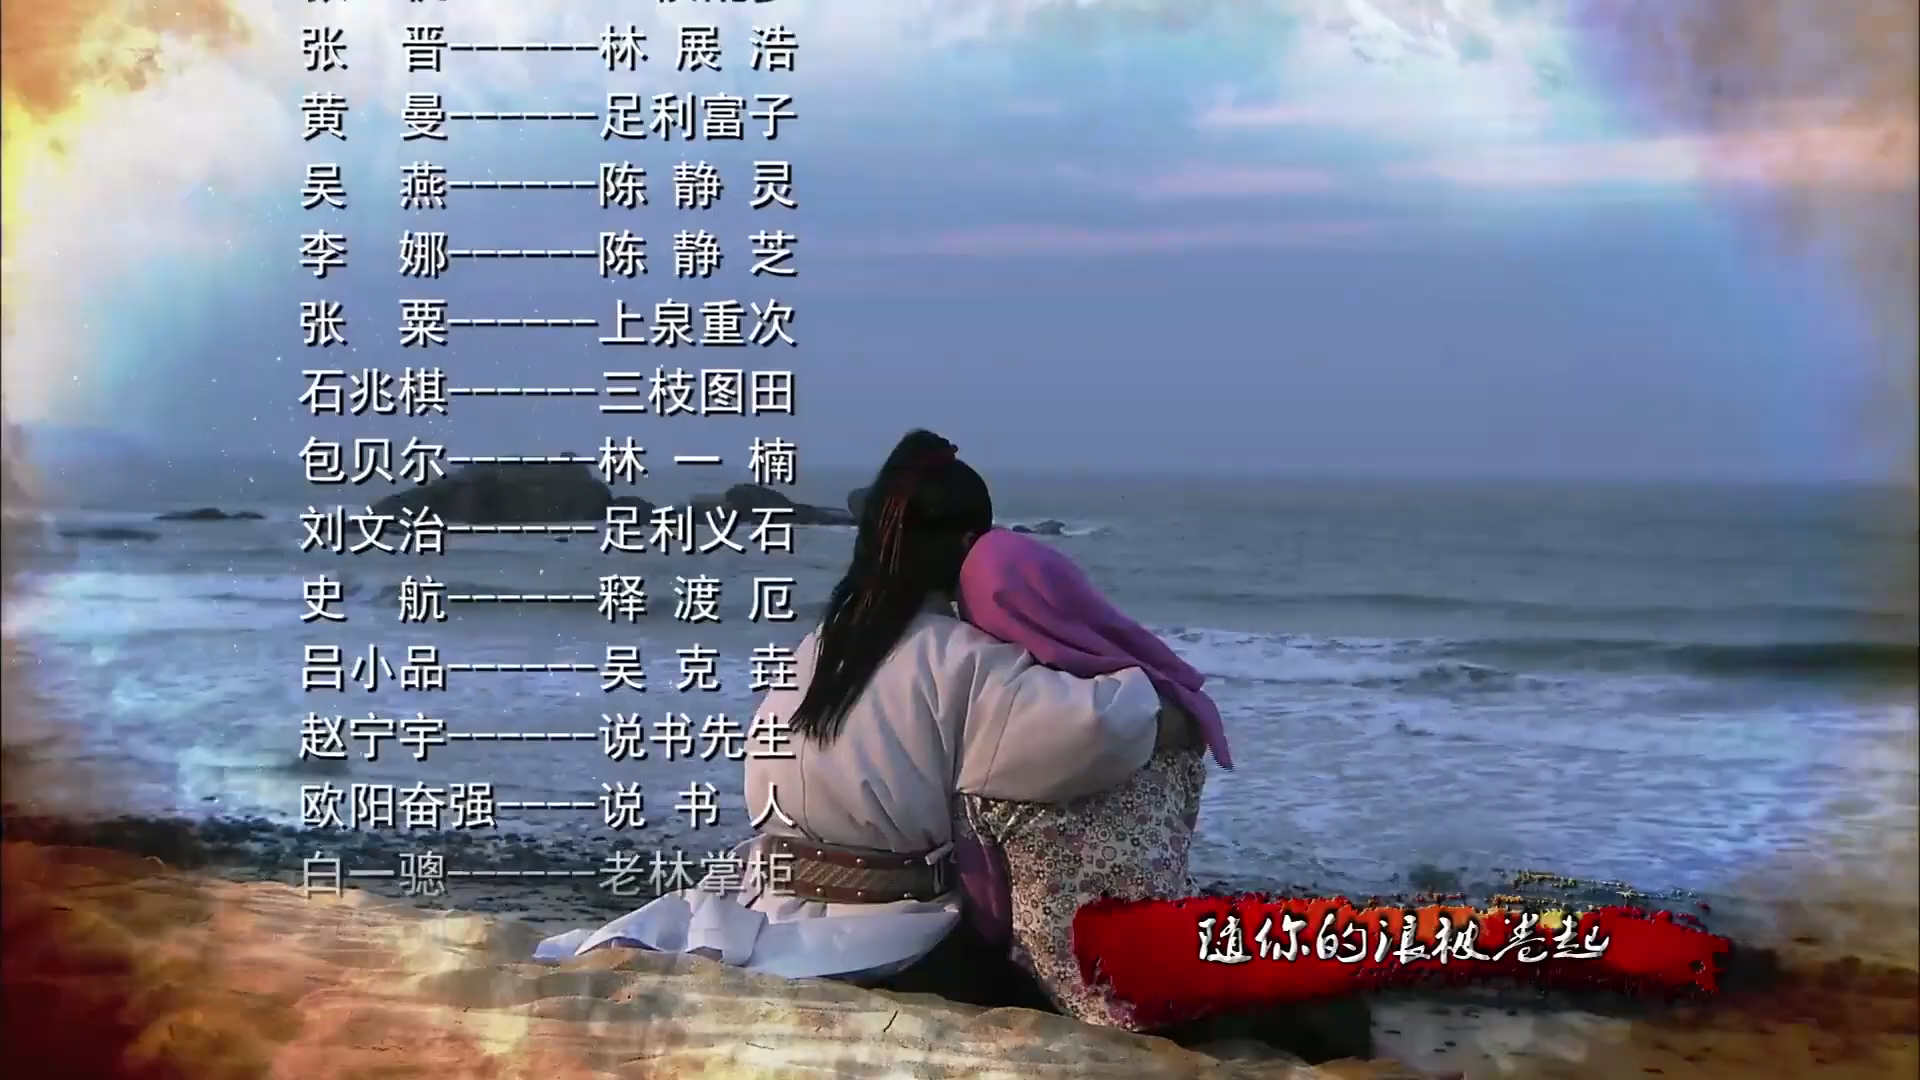 张 晋------林 展 浩
黄 曼------足利富子
吴 燕------陈 静 灵
李 娜------陈 静 芝
张 粟------上泉重次
石兆棋------三枝图田
包贝尔------林 一 楠
刘文治------足利义石
史 航------释 渡 厄
吕小品------吴 克 垚
赵宁宇------说书先生
欧阳奋强----说 书 人
白一骢------老林掌柜
随你的浪被卷起